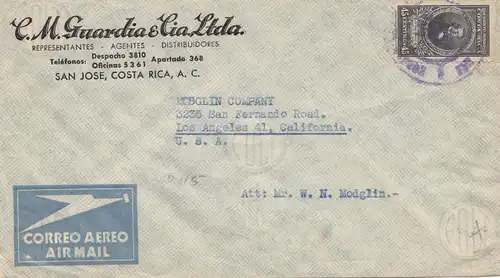 C. M. Guardia & Cia, Ltda.
REPRESENTANTES - AGENTES - DISTRIBUIDORES
Teléfonos: Despacho 3810 Apartado 368
Oficinas 5361
SAN JOSE, COSTA RICA, A. C.
MODGLIN COMPANY
3235 San Fernando Road.
Los Angeles 41, California.
U. S. A.
Att: Mr. W. N. Modglin.-
CORREO AEREO
AIR MAIL